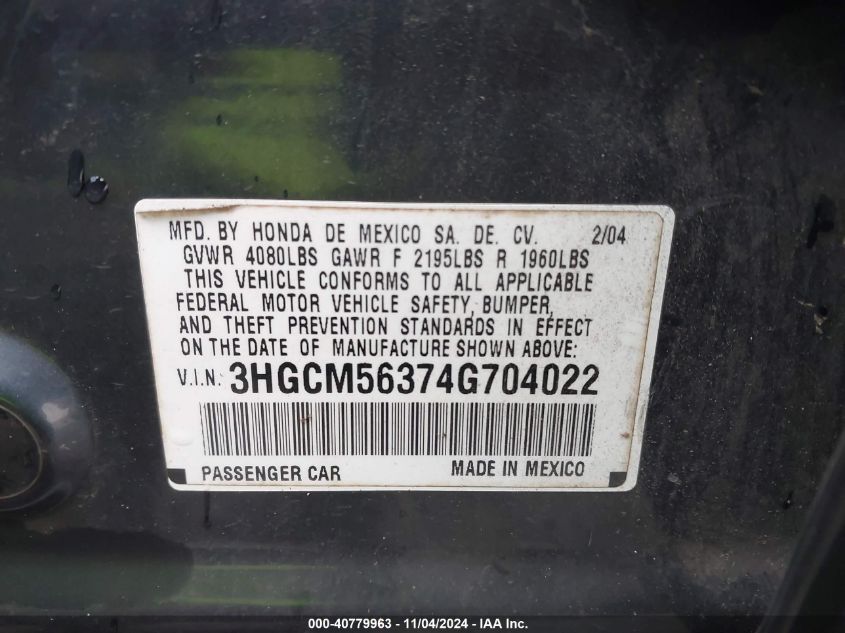 MFD. BY HONDA DE MEXICO SA. DE. CV. 2/04
GVWR 4080LBS GAWR F 2195LBS R 1960LBS
THIS VEHICLE CONFORMS TO ALL APPLICABLE
FEDERAL MOTOR VEHICLE SAFETY, BUMPER,
AND THEFT PREVENTION STANDARDS IN EFFECT
ON THE DATE OF MANUFACTURE SHOWN ABOVE:
V.I.N. 3HGCM56374G704022
PASSENGER CAR MADE IN MEXICO
000-40779963 - 11/04/2024 - IAA Inc.